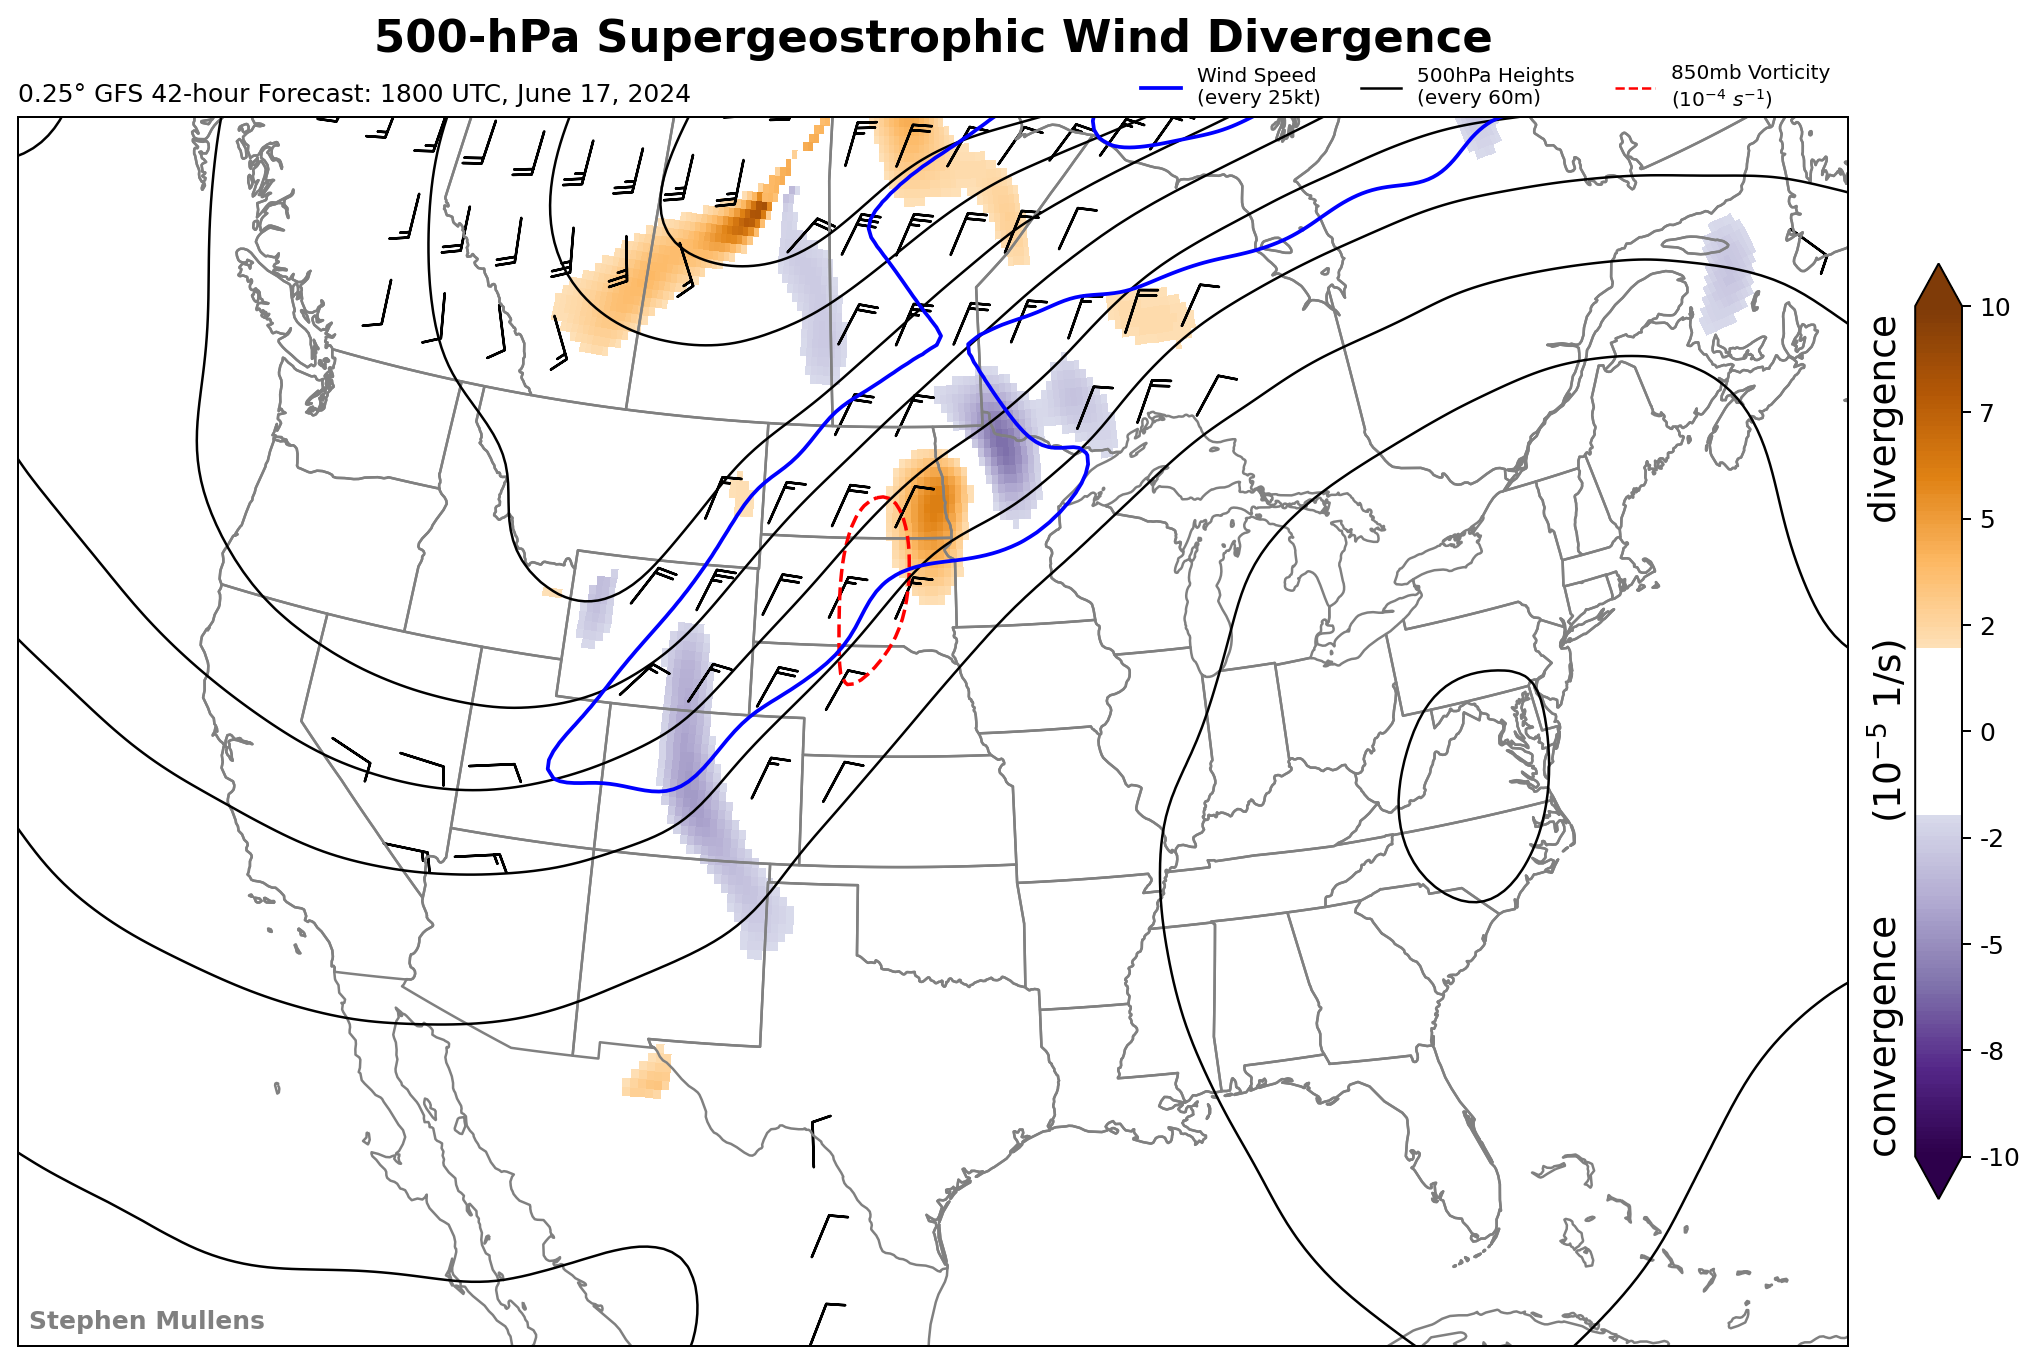 500-hPa Supergeostrophic Wind Divergence
0.25° GFS 42-hour Forecast: 1800 UTC, June 17, 2024
Wind Speed
(every 25kt)
500hPa Heights
(every 60m)
850mb Vorticity
(10⁻⁴ s⁻¹)
10
7
5
2
0
-2
-5
-8
-10
convergence (10⁻⁵ 1/s) divergence
Stephen Mullens